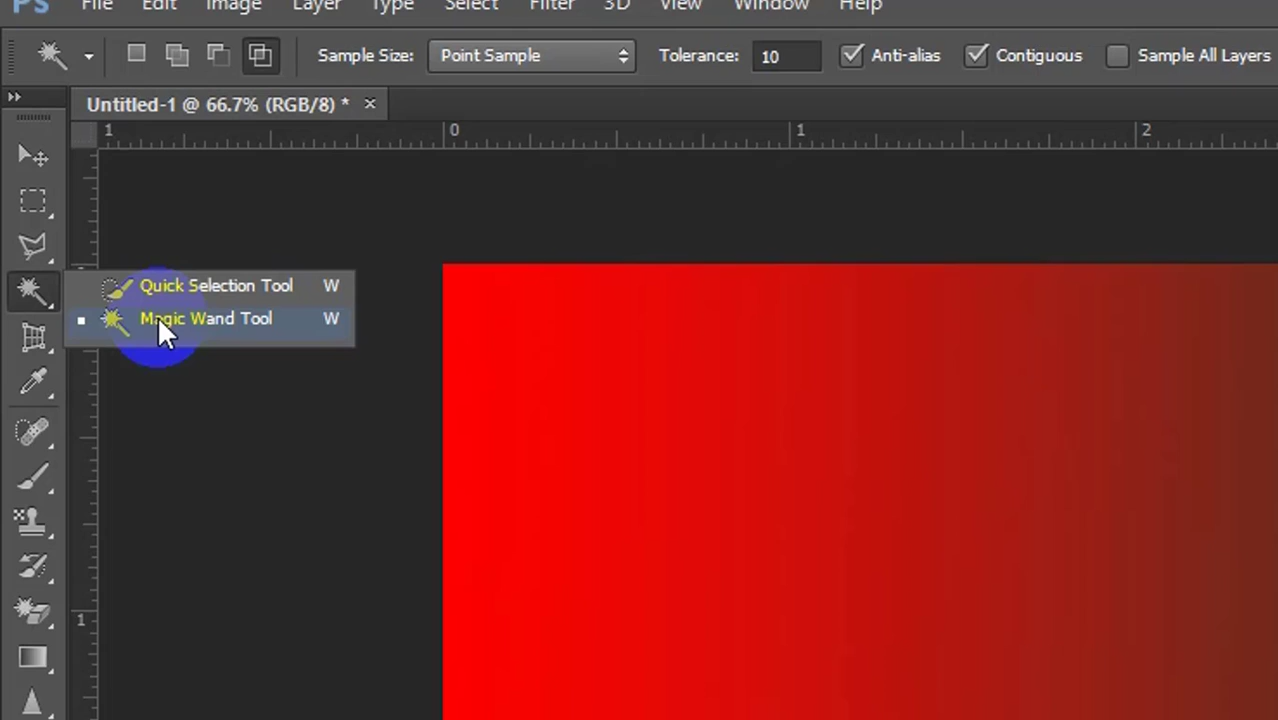 PS File Edit Image Layer Type Select Filter 3D View Window Help
Sample Size: Point Sample Tolerance: 10 Anti-alias Contiguous Sample All Layers
Untitled-1 @ 66.7% (RGB/8) * ×
1 0 1 2
Quick Selection Tool W
Magic Wand Tool W
1